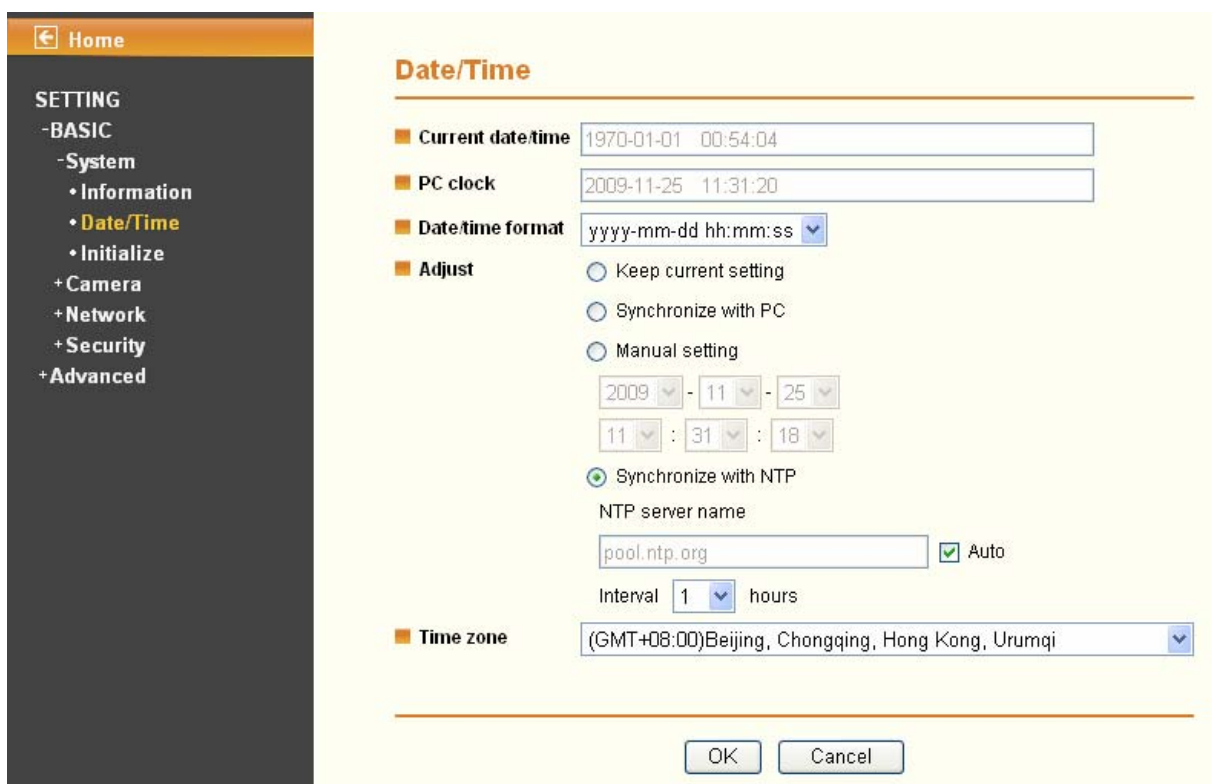 Home
SETTING
-BASIC
-System
•Information
•Date/Time
•Initialize
+Camera
+Network
+Security
+Advanced
Date/Time
Current date/time 1970-01-01 00:54:04
PC clock 2009-11-25 11:31:20
Date/time format yyyy-mm-dd hh:mm:ss
Adjust Keep current setting
Synchronize with PC
Manual setting
2009 - 11 - 25
11 : 31 : 18
Synchronize with NTP
NTP server name
pool.ntp.org Auto
Interval 1 hours
Time zone (GMT+08:00)Beijing, Chongqing, Hong Kong, Urumqi
OK Cancel